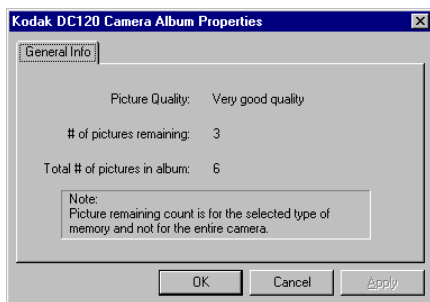 Kodak DC120 Camera Album Properties
General Info
Picture Quality: Very good quality
# of pictures remaining: 3
Total # of pictures in album: 6
Note:
Picture remaining count is for the selected type of
memory and not for the entire camera.
OK Cancel Apply